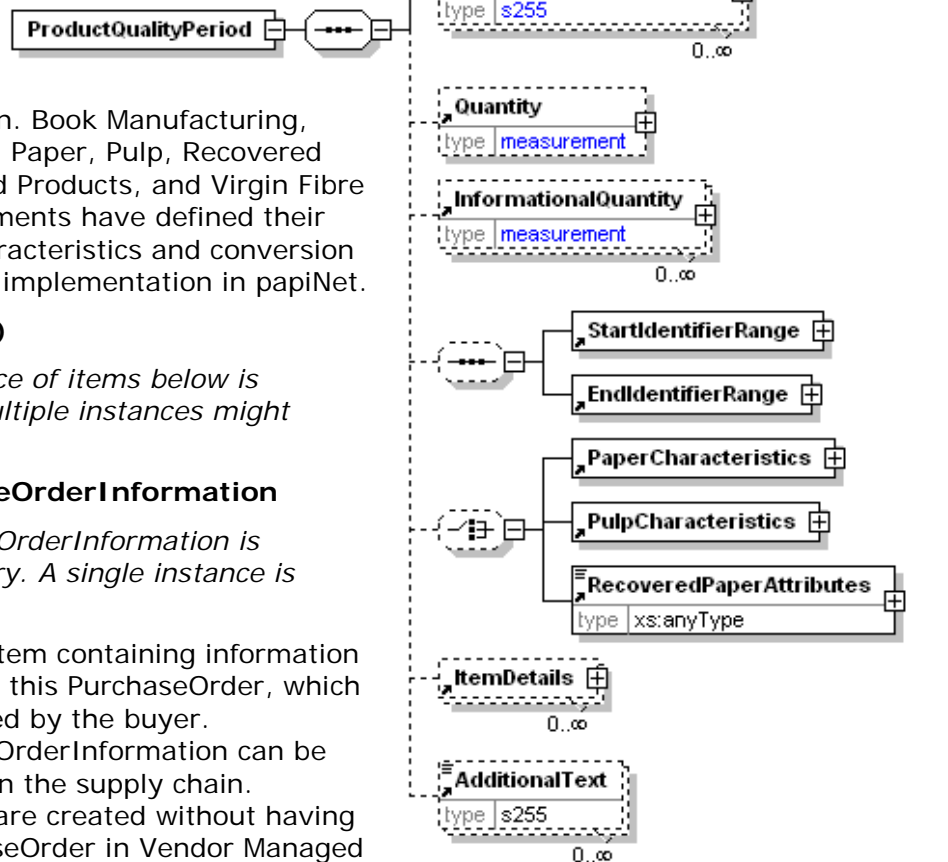 ProductQualityPeriod
n. Book Manufacturing,
Paper, Pulp, Recovered
d Products, and Virgin Fibre
ments have defined their
racteristics and conversion
implementation in papiNet.
)
ce of items below is
ultiple instances might
eOrderInformation
OrderInformation is
ry. A single instance is
tem containing information
this PurchaseOrder, which
ed by the buyer.
OrderInformation can be
n the supply chain.
are created without having
seOrder in Vendor Managed
type s255
0..∞
Quantity
type measurement
InformationalQuantity
type measurement
0..∞
StartIdentifierRange
EndIdentifierRange
PaperCharacteristics
PulpCharacteristics
RecoveredPaperAttributes
type xs:anyType
ItemDetails
0..∞
AdditionalText
type s255
0..∞